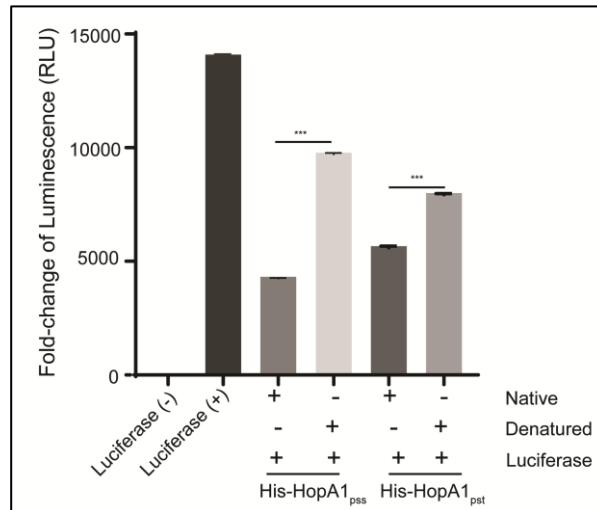 Fold-change of Luminescence (RLU)
15000
10000
5000
0
***
***
Luciferase (-)
Luciferase (+)
+ - + - Native
- + - + Denatured
+ + + + Luciferase
His-HopA1pss His-HopA1pst